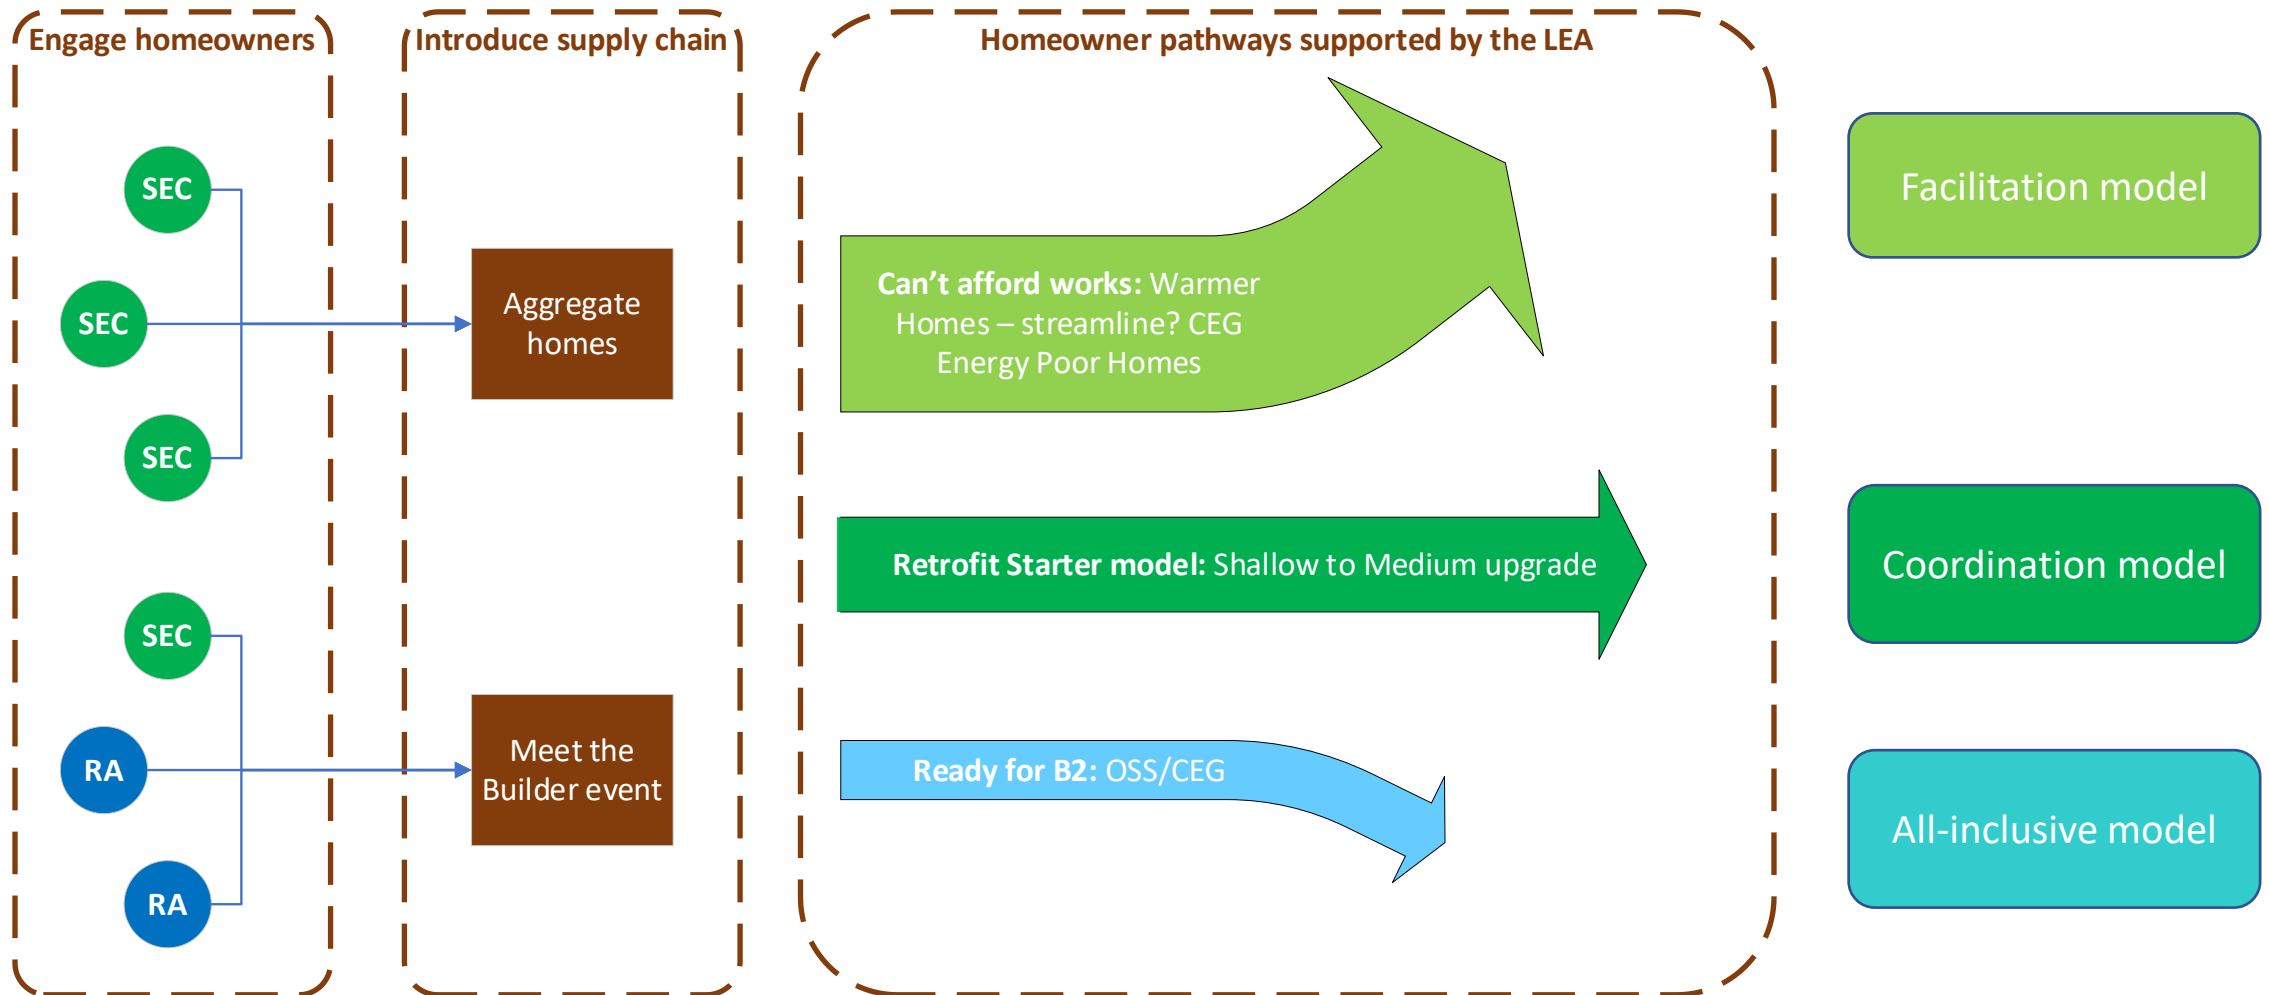 Engage homeowners
Introduce supply chain
Homeowner pathways supported by the LEA
SEC
SEC
SEC
SEC
RA
RA
Aggregate
homes
Meet the
Builder event
Can’t afford works: Warmer
Homes – streamline? CEG
Energy Poor Homes
Retrofit Starter model: Shallow to Medium upgrade
Ready for B2: OSS/CEG
Facilitation model
Coordination model
All-inclusive model